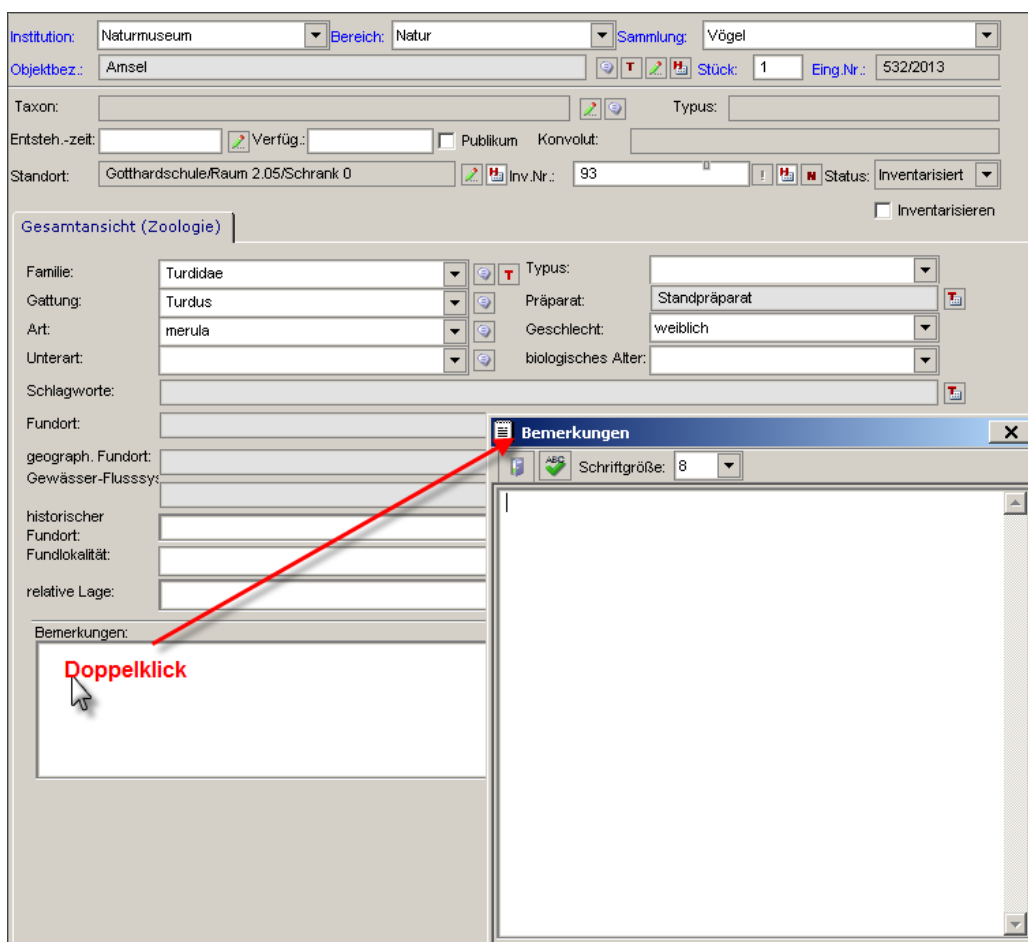 Institution: Naturmuseum Bereich: Natur Sammlung: Vögel
Objektbez.: Amsel T H Stück: 1 Eing.Nr.: 532/2013
Taxon: Typus:
Entsteh.-zeit: Verfüg.: Publikum Konvolut:
Standort: Gotthardschule/Raum 2.05/Schrank 0 H Inv.Nr.: 93 ! H N Status: Inventarisiert
Inventarisieren
Gesamtansicht (Zoologie)
Familie: Turdidae T Typus:
Gattung: Turdus Präparat: Standpräparat T
Art: merula Geschlecht: weiblich
Unterart: biologisches Alter:
Schlagworte: T
Fundort:
Bemerkungen X
geograph. Fundort:
ABC Schriftgröße: 8
Gewässer-Flusssys
historischer
Fundort:
Fundlokalität:
relative Lage:
Bemerkungen:
Doppelklick